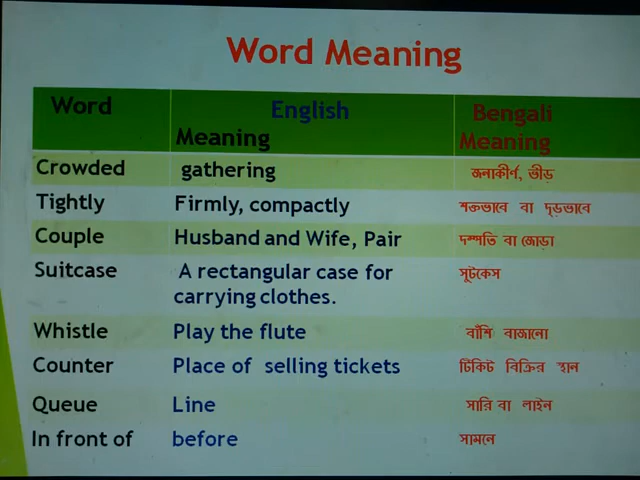 Word Meaning
Word English Meaning Bengali Meaning
Crowded gathering জনাকীর্ণ, ভীড়
Tightly Firmly, compactly শক্তভাবে বা দৃড়ভাবে
Couple Husband and Wife, Pair দম্পতি বা জোড়া
Suitcase A rectangular case for সুটকেস
carrying clothes.
Whistle Play the flute বাঁশি বাজানো
Counter Place of selling tickets টিকিট বিক্রির স্থান
Queue Line সারি বা লাইন
In front of before সামনে